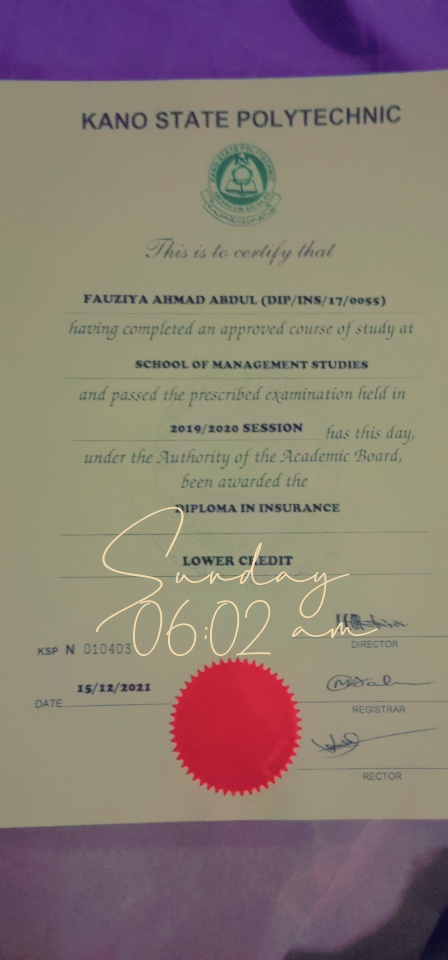 KANO STATE POLYTECHNIC
KANO STATE POLYTECHNIC
This is to certify that
FAUZIYA AHMAD ABDUL (DIP/INS/17/0055)
having completed an approved course of study at
SCHOOL OF MANAGEMENT STUDIES
and passed the prescribed examination held in
2019/2020 SESSION has this day,
under the Authority of the Academic Board,
been awarded the
DIPLOMA IN INSURANCE
LOWER CREDIT
Sunday
06:02 am
DIRECTOR
KSP N 010403
15/12/2021
DATE
REGISTRAR
RECTOR